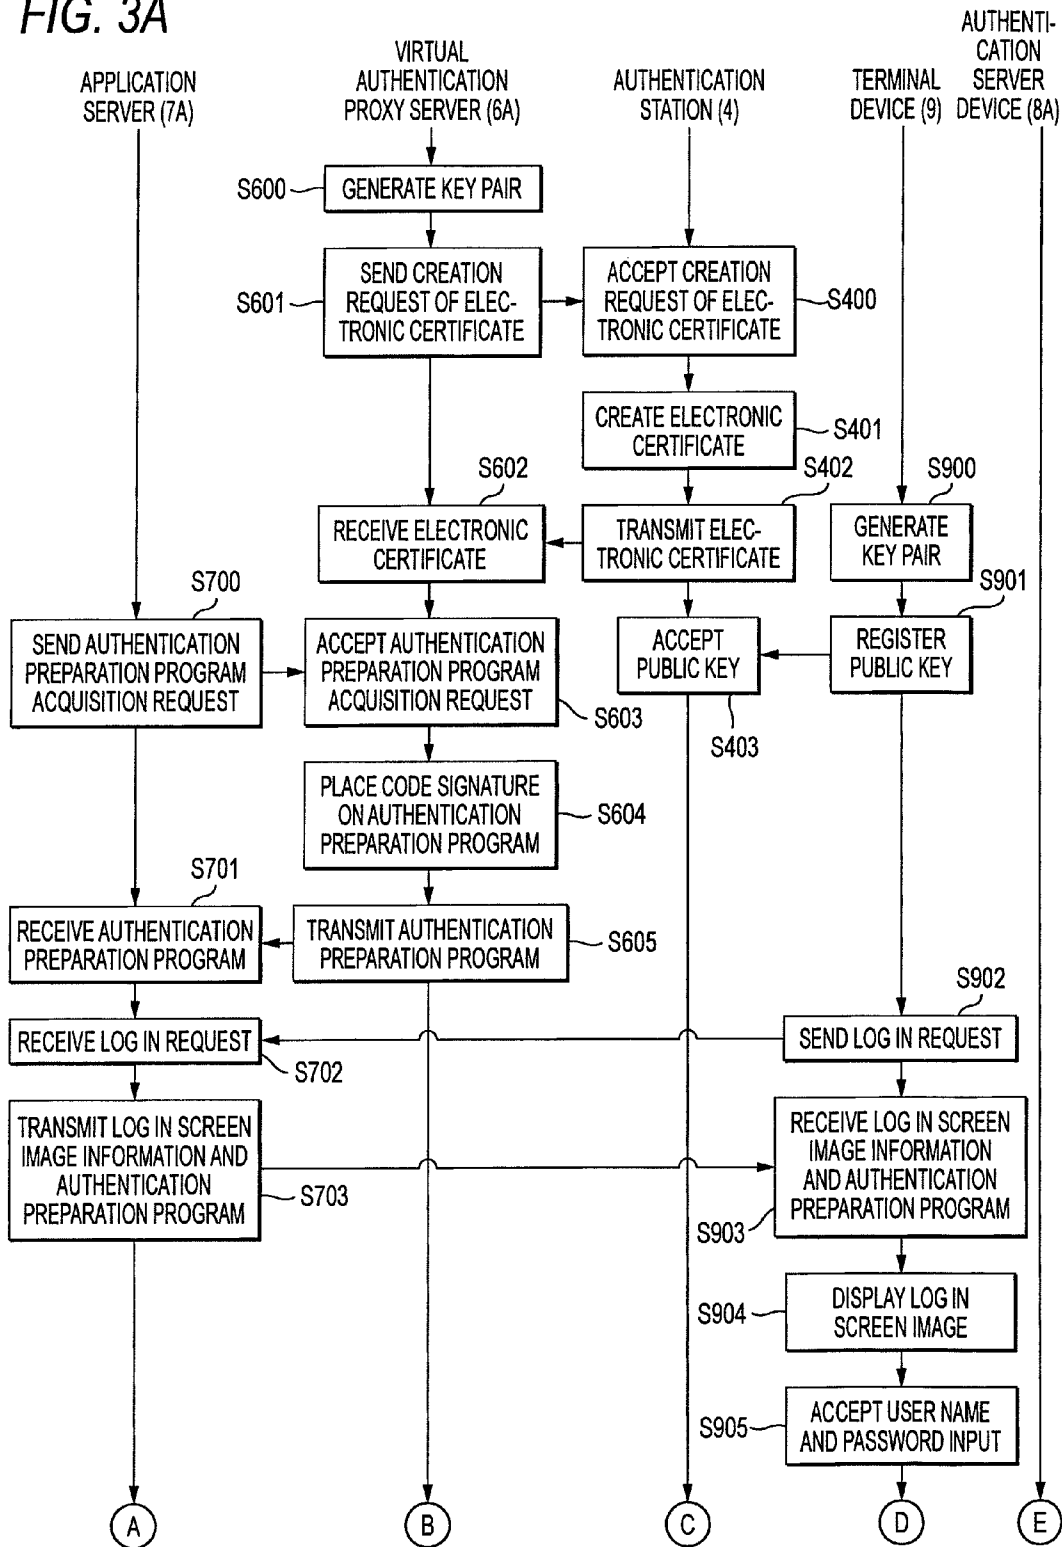 FIG. 3A
APPLICATION
SERVER (7A)
VIRTUAL
AUTHENTICATION
PROXY SERVER (6A)
AUTHENTICATION
STATION (4)
TERMINAL
DEVICE (9)
AUTHENTI-
CATION
SERVER
DEVICE (8A)
S600
GENERATE KEY PAIR
S601
SEND CREATION
REQUEST OF ELEC-
TRONIC CERTIFICATE
ACCEPT CREATION
REQUEST OF ELEC-
TRONIC CERTIFICATE
S400
CREATE ELECTRONIC
CERTIFICATE
S401
S602
RECEIVE ELECTRONIC
CERTIFICATE
S402
TRANSMIT ELEC-
TRONIC CERTIFICATE
S900
GENERATE
KEY PAIR
S700
SEND AUTHENTICATION
PREPARATION PROGRAM
ACQUISITION REQUEST
ACCEPT AUTHENTICATION
PREPARATION PROGRAM
ACQUISITION REQUEST
S603
ACCEPT
PUBLIC KEY
S403
S901
REGISTER
PUBLIC KEY
PLACE CODE SIGNATURE
ON AUTHENTICATION
PREPARATION PROGRAM
S604
S701
RECEIVE AUTHENTICATION
PREPARATION PROGRAM
TRANSMIT AUTHENTICATION
PREPARATION PROGRAM
S605
RECEIVE LOG IN REQUEST
S702
S902
SEND LOG IN REQUEST
TRANSMIT LOG IN SCREEN
IMAGE INFORMATION AND
AUTHENTICATION
PREPARATION PROGRAM
S703
RECEIVE LOG IN SCREEN
IMAGE INFORMATION
AND AUTHENTICATION
PREPARATION PROGRAM
S903
S904
DISPLAY LOG IN
SCREEN IMAGE
S905
ACCEPT USER NAME
AND PASSWORD INPUT
A
B
C
D
E